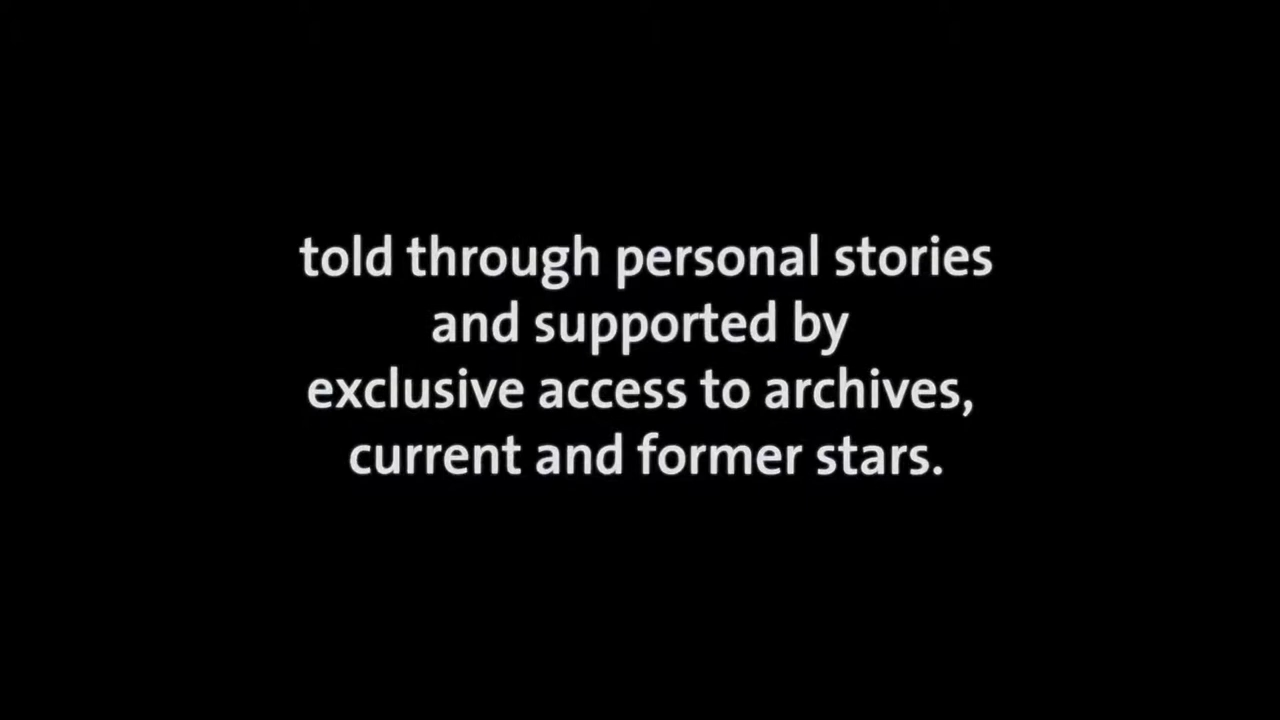 told through personal stories
and supported by
exclusive access to archives,
current and former stars.